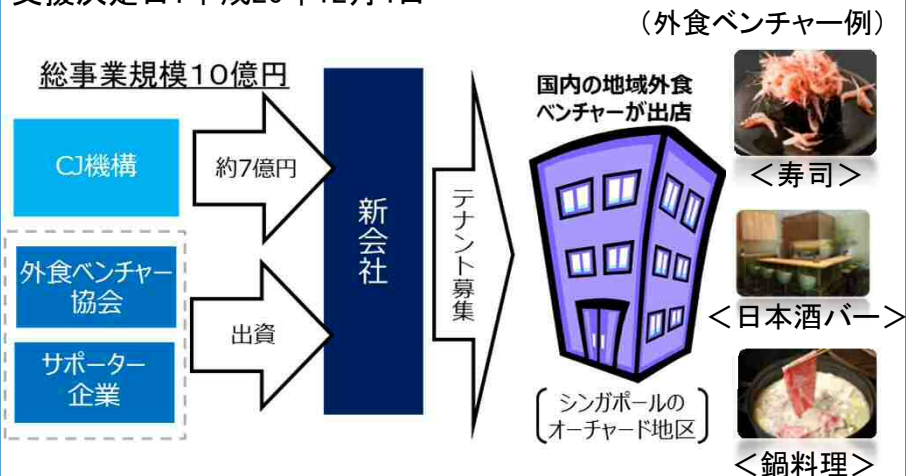 （外食ベンチャー例）
総事業規模１０億円
CJ機構
外食ベンチャー
協会
サポーター
企業
約7億円
出資
新会社
テナント募集
国内の地域外食
ベンチャーが出店
シンガポールの
オーチャード地区
＜寿司＞
＜日本酒バー＞
＜鍋料理＞